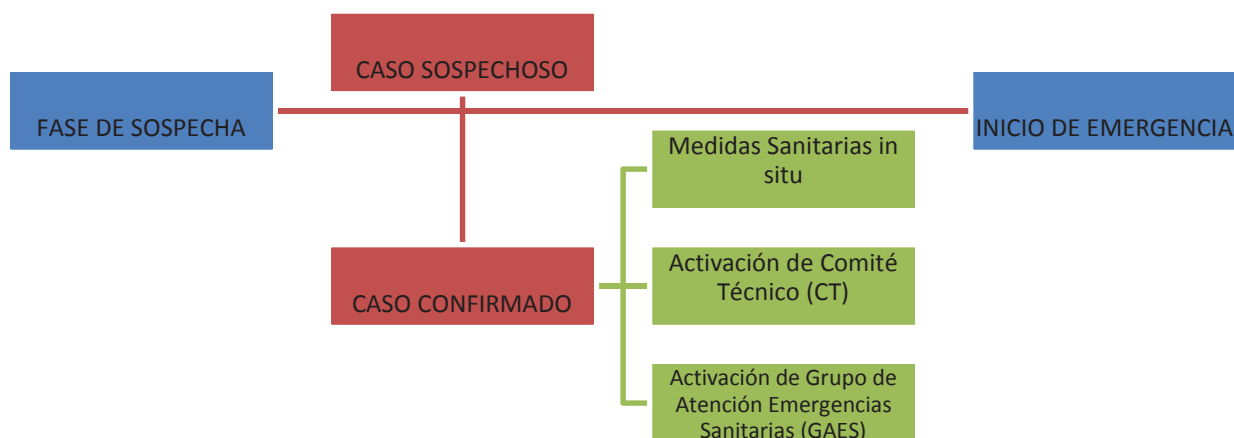 CASO SOSPECHOSO
FASE DE SOSPECHA
INICIO DE EMERGENCIA
Medidas Sanitarias in
situ
Activación de Comité
Técnico (CT)
CASO CONFIRMADO
Activación de Grupo de
Atención Emergencias
Sanitarias (GAES)